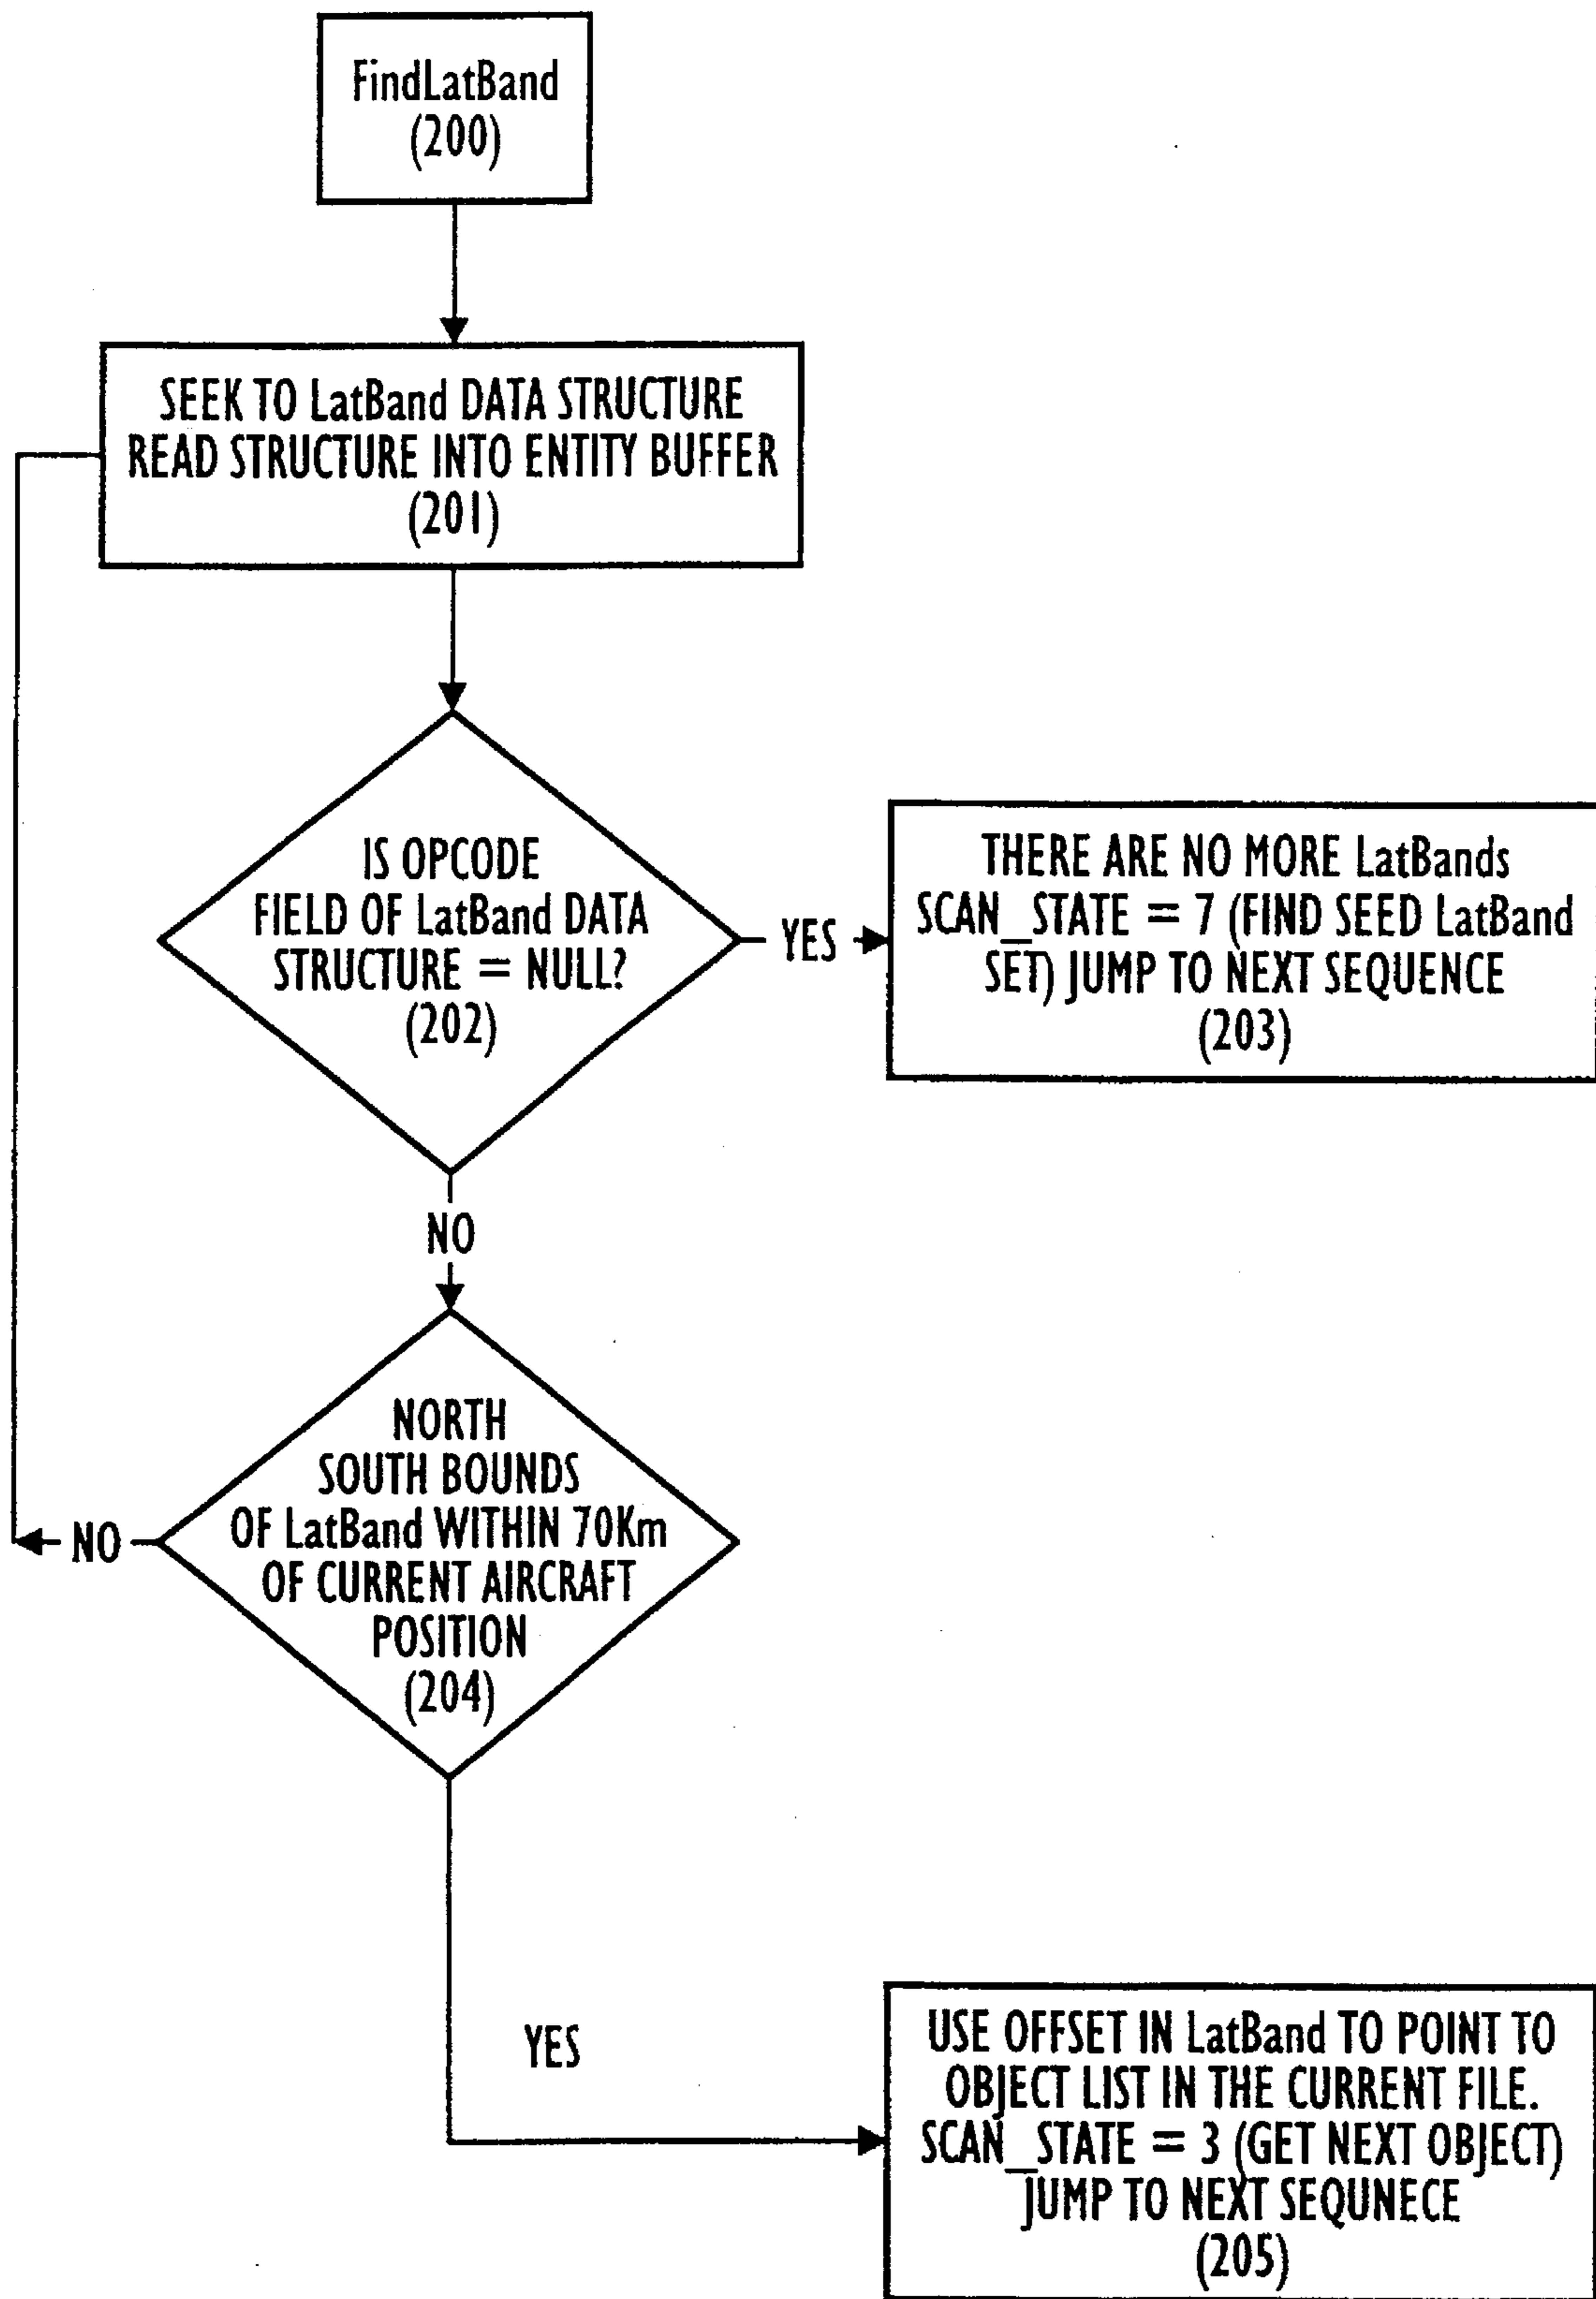 FindLatBand
(200)
SEEK TO LatBand DATA STRUCTURE
READ STRUCTURE INTO ENTITY BUFFER
(201)
IS OPCODE
FIELD OF LatBand DATA
STRUCTURE = NULL?
(202)
YES
THERE ARE NO MORE LatBands
SCAN_STATE = 7 (FIND SEED LatBand
SET) JUMP TO NEXT SEQUENCE
(203)
NO
NORTH
SOUTH BOUNDS
OF LatBand WITHIN 70Km
OF CURRENT AIRCRAFT
POSITION
(204)
NO
YES
USE OFFSET IN LatBand TO POINT TO
OBJECT LIST IN THE CURRENT FILE.
SCAN_STATE = 3 (GET NEXT OBJECT)
JUMP TO NEXT SEQUNECE
(205)